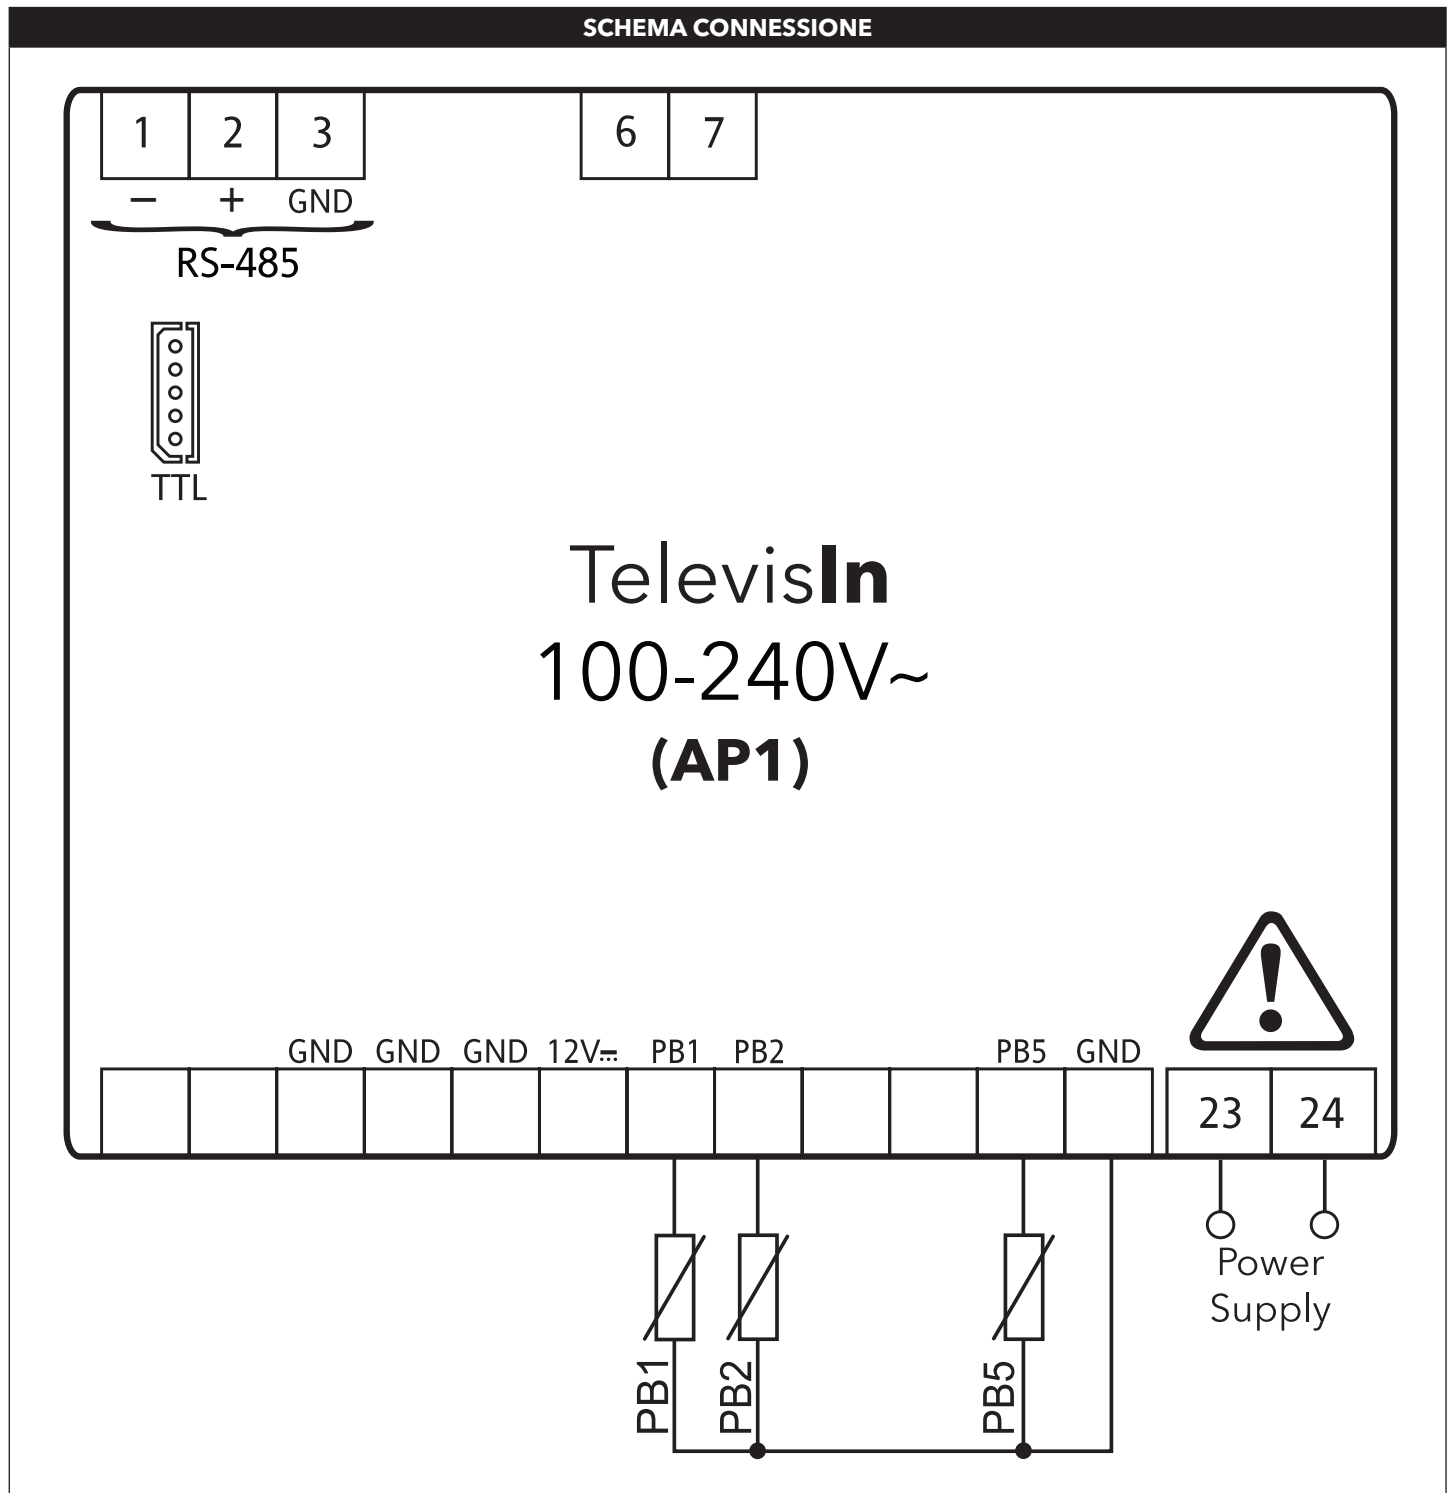 SCHEMA CONNESSIONE
1 2 3 6 7
− + GND
RS-485
TTL
TelevisIn
100-240V~
(AP1)
GND GND GND 12V⎓ PB1 PB2 PB5 GND
23 24
Power
Supply
PB1 PB2 PB5